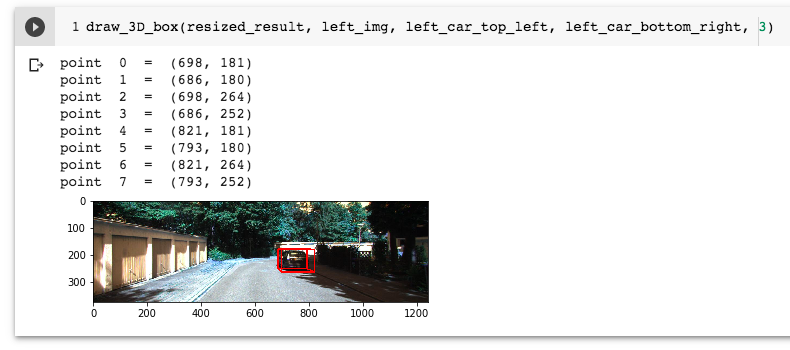 1 draw_3D_box(resized_result, left_img, left_car_top_left, left_car_bottom_right, 3)
point 0 = (698, 181)
point 1 = (686, 180)
point 2 = (698, 264)
point 3 = (686, 252)
point 4 = (821, 181)
point 5 = (793, 180)
point 6 = (821, 264)
point 7 = (793, 252)
0
100
200
300
0 200 400 600 800 1000 1200